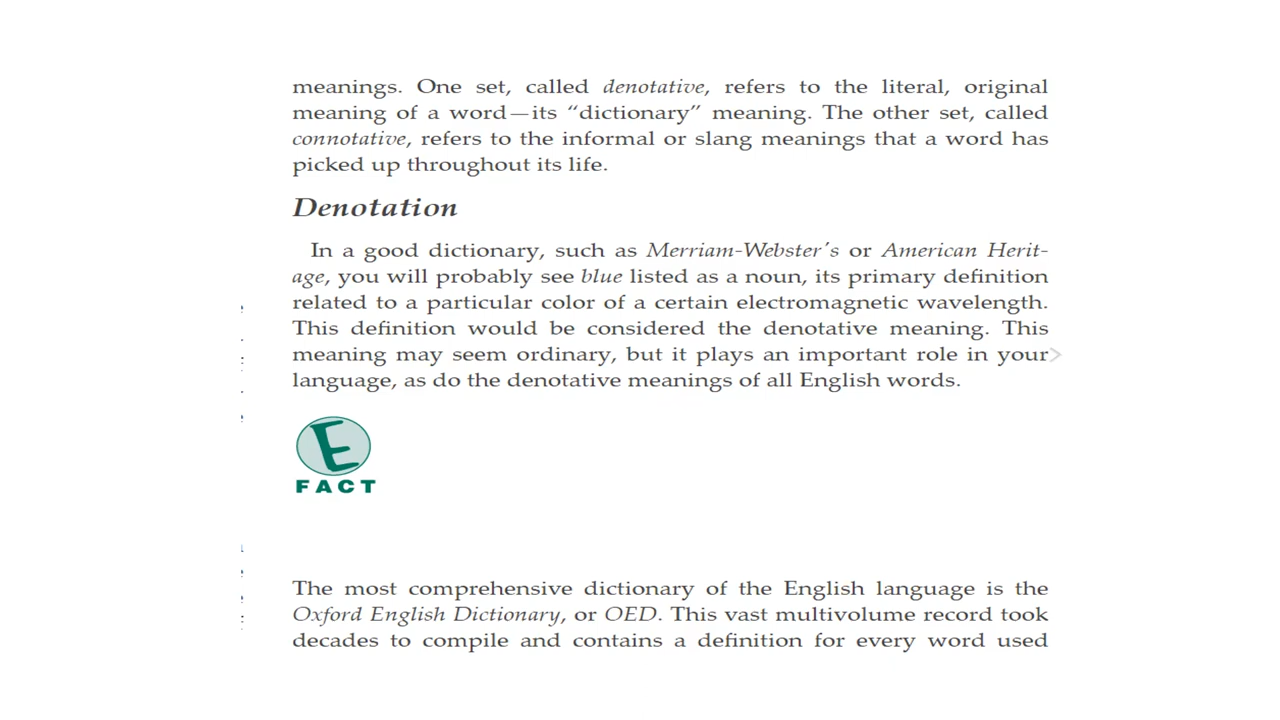 meanings. One set, called denotative, refers to the literal, original
meaning of a word—its “dictionary” meaning. The other set, called
connotative, refers to the informal or slang meanings that a word has
picked up throughout its life.
Denotation
In a good dictionary, such as Merriam-Webster's or American Herit-
age, you will probably see blue listed as a noun, its primary definition
related to a particular color of a certain electromagnetic wavelength.
This definition would be considered the denotative meaning. This
meaning may seem ordinary, but it plays an important role in your
language, as do the denotative meanings of all English words.
E
FACT
The most comprehensive dictionary of the English language is the
Oxford English Dictionary, or OED. This vast multivolume record took
decades to compile and contains a definition for every word used